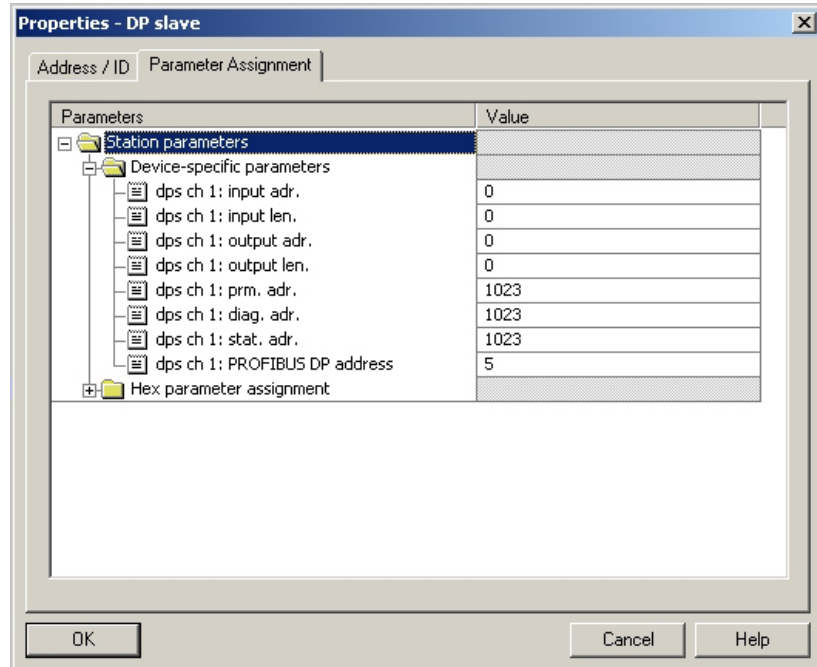 Properties - DP slave
Address / ID Parameter Assignment
Parameters Value
Station parameters
Device-specific parameters
dps ch 1: input adr. 0
dps ch 1: input len. 0
dps ch 1: output adr. 0
dps ch 1: output len. 0
dps ch 1: prm. adr. 1023
dps ch 1: diag. adr. 1023
dps ch 1: stat. adr. 1023
dps ch 1: PROFIBUS DP address 5
Hex parameter assignment
OK Cancel Help